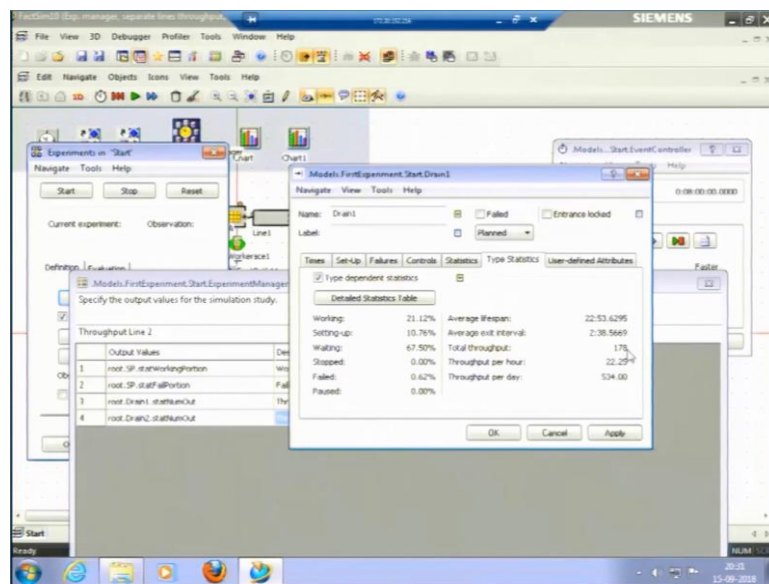 FactSim10 (Exp. manager, separate lines throughput
SIEMENS
File View 3D Debugger Profiler Tools Window Help
Edit Navigate Objects Icons View Tools Help
Experiments in "Start"
Navigate Tools Help
Start Stop Reset
Current experiment: Observation:
Definition Evaluation
Chart Chart1
Line1
Workerace1
Models...Start.EventController
Help
0:08:00:00.0000
Faster
.Models.FirstExperiment.Start.ExperimentManager
Specify the output values for the simulation study.
Throughput Line 2
Output Values
1 root.SP.statWorkingPortion
2 root.SP.statFailPortion
3 root.Drain1.statNumOut
4 root.Drain2.statNumOut
.Models.FirstExperiment.Start.Drain1
Navigate View Tools Help
Name: Drain1 Failed Entrance locked
Label: Planned
Times Set-Up Failures Controls Statistics Type Statistics User-defined Attributes
Type dependent statistics
Detailed Statistics Table
Working: 21.12% Average lifespan: 22:53.6295
Setting-up: 10.76% Average exit interval: 2:38.5669
Waiting: 67.50% Total throughput: 178
Stopped: 0.00% Throughput per hour: 22.25
Failed: 0.62% Throughput per day: 534.00
Paused: 0.00%
OK Cancel Apply
Start
Ready
NUM
20:31
15-09-2018